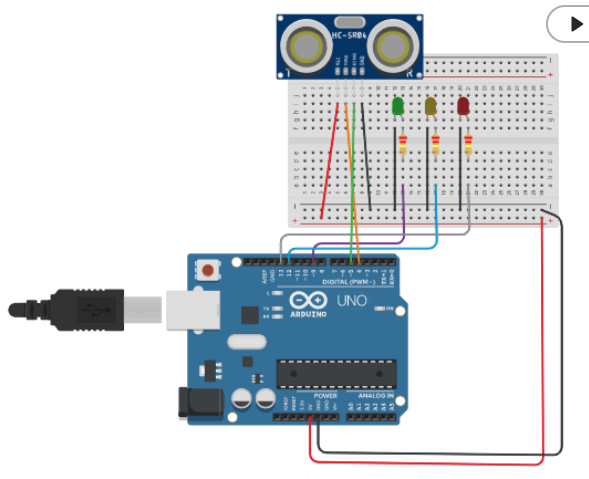 HC-SR04
VCC TRIG ECHO GND
T R
AREF
GND
13
12
~11
~10
~9
8
7
~6
~5
4
~3
2
TX→1
RX←0
DIGITAL (PWM~)
L
TX
RX
UNO
ARDUINO
ON
POWER
ANALOG IN
IOREF
RESET
3.3V
5V
GND
GND
Vin
A0
A1
A2
A3
A4
A5